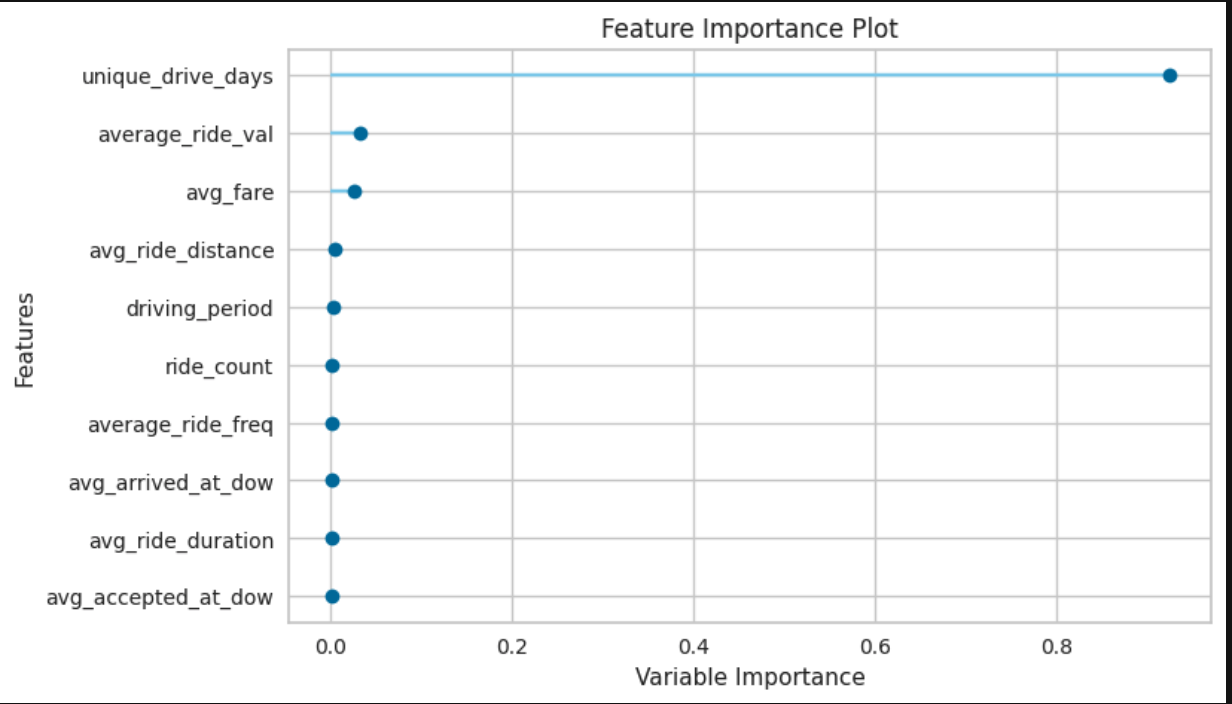 Feature Importance Plot
unique_drive_days
average_ride_val
avg_fare
avg_ride_distance
driving_period
ride_count
average_ride_freq
avg_arrived_at_dow
avg_ride_duration
avg_accepted_at_dow
Features
0.0 0.2 0.4 0.6 0.8
Variable Importance